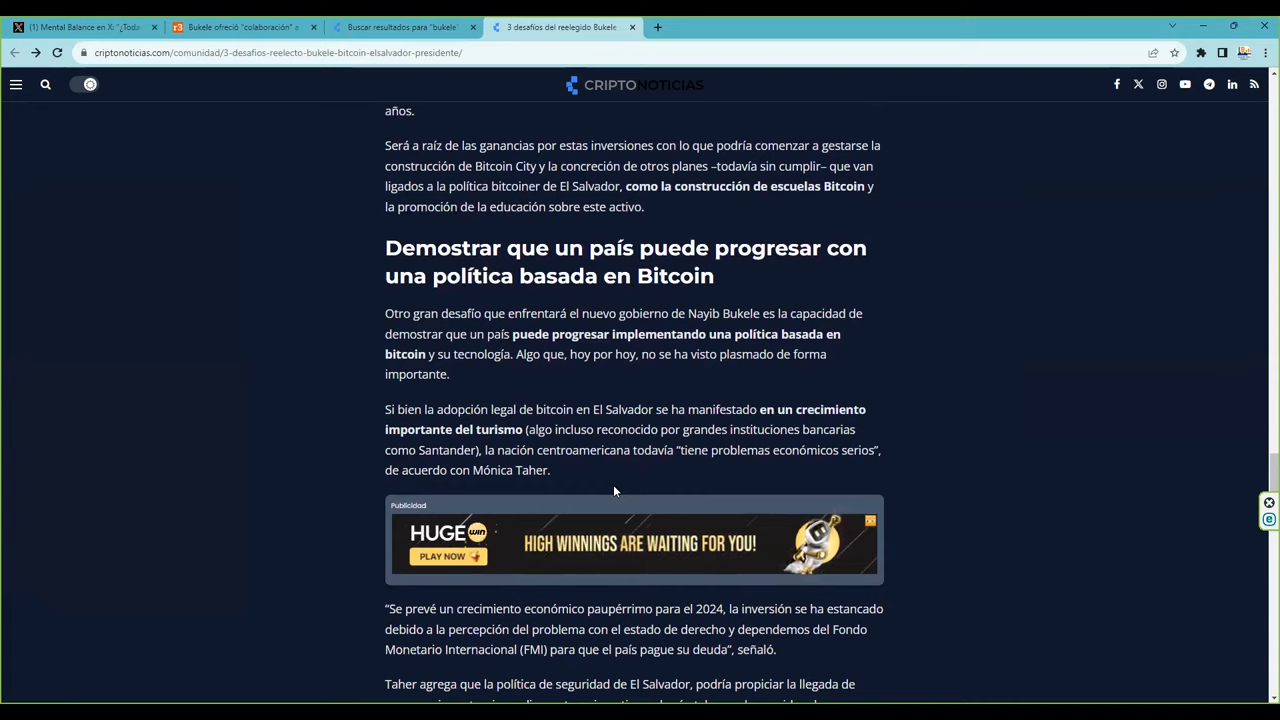 (1) Mental Balance en X: "¿Toda
Bukele ofreció "colaboración" a
Buscar resultados para "bukele"
3 desafíos del reelegido Bukele
criptonoticias.com/comunidad/3-desafios-reelecto-bukele-bitcoin-elsalvador-presidente/
CRIPTONOTICIAS
años.
Será a raíz de las ganancias por estas inversiones con lo que podría comenzar a gestarse la
construcción de Bitcoin City y la concreción de otros planes –todavía sin cumplir– que van
ligados a la política bitcoiner de El Salvador, como la construcción de escuelas Bitcoin y
la promoción de la educación sobre este activo.
Demostrar que un país puede progresar con
una política basada en Bitcoin
Otro gran desafío que enfrentará el nuevo gobierno de Nayib Bukele es la capacidad de
demostrar que un país puede progresar implementando una política basada en
bitcoin y su tecnología. Algo que, hoy por hoy, no se ha visto plasmado de forma
importante.
Si bien la adopción legal de bitcoin en El Salvador se ha manifestado en un crecimiento
importante del turismo (algo incluso reconocido por grandes instituciones bancarias
como Santander), la nación centroamericana todavía “tiene problemas económicos serios”,
de acuerdo con Mónica Taher.
Publicidad
HUGE win
PLAY NOW
HIGH WINNINGS ARE WAITING FOR YOU!
“Se prevé un crecimiento económico paupérrimo para el 2024, la inversión se ha estancado
debido a la percepción del problema con el estado de derecho y dependemos del Fondo
Monetario Internacional (FMI) para que el país pague su deuda”, señaló.
Taher agrega que la política de seguridad de El Salvador, podría propiciar la llegada de